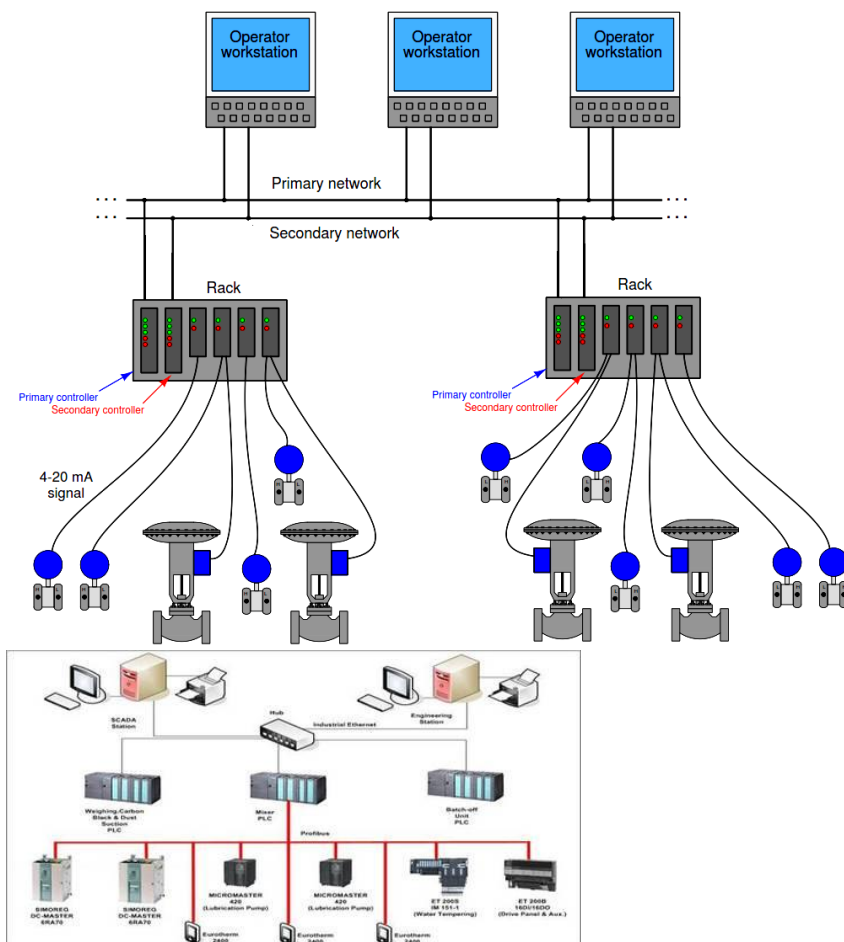 Operator
workstation
Operator
workstation
Operator
workstation
Primary network
Secondary network
Rack
Rack
Primary controller
Secondary controller
Primary controller
Secondary controller
4-20 mA
signal
H L
H L
H L
H L
L H
L H
L H
L H
L H
SCADA
Station
Hub
Industrial Ethernet
Engineering
Station
Weighing-Carbon
Black & Dust
Suction
PLC
Mixer
PLC
Batch-off
Unit
PLC
Profibus
SIMOREG
DC-MASTER
6RA70
SIMOREG
DC-MASTER
6RA70
MICROMASTER
420
(Lubrication Pump)
MICROMASTER
420
(Lubrication Pump)
ET 200S
IM 151-1
(Water Tempering)
ET 200B
16DI/16DO
(Drive Panel & Aux.)
Eurotherm
2400
Eurotherm
2400
Eurotherm
2400